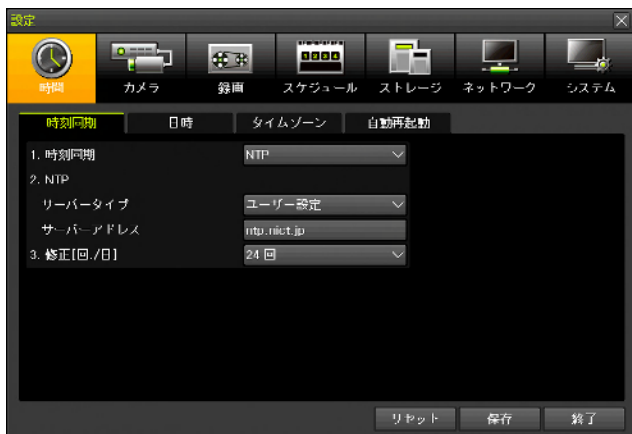 設定
時間 カメラ 録画 スケジュール ストレージ ネットワーク システム
時刻同期 日時 タイムゾーン 自動再起動
1. 時刻同期 NTP
2. NTP
サーバータイプ ユーザー設定
サーバーアドレス ntp.nict.jp
3. 修正[回./日] 24 回
リセット 保存 終了